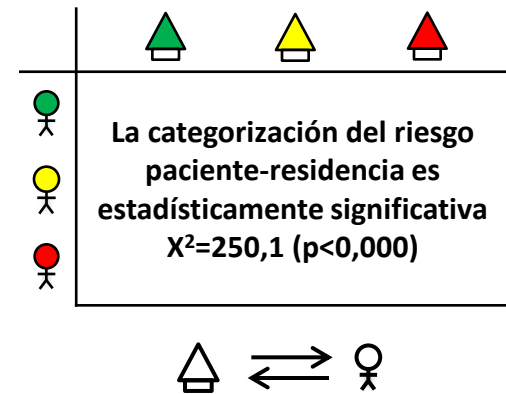 La categorización del riesgo
paciente-residencia es
estadísticamente significativa
X²=250,1 (p<0,000)